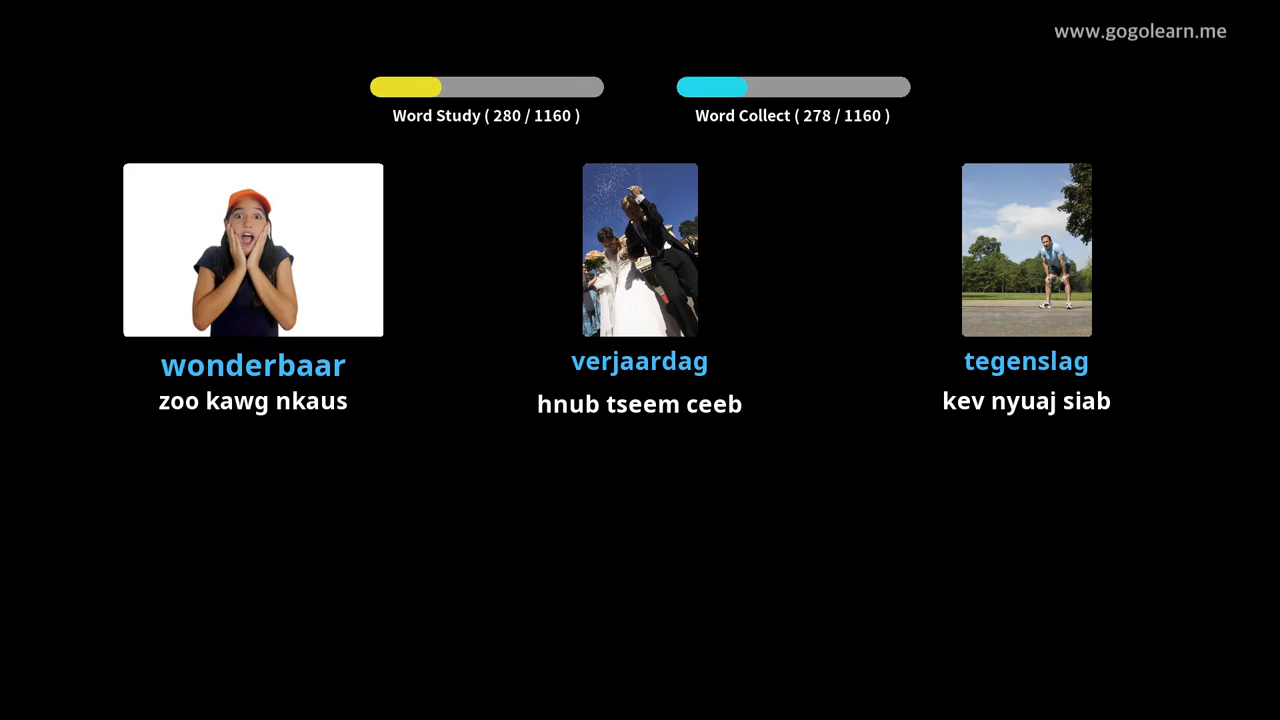 www.gogolearn.me
Word Study ( 280 / 1160 )
Word Collect ( 278 / 1160 )
wonderbaar
zoo kawg nkaus
verjaardag
hnub tseem ceeb
tegenslag
kev nyuaj siab